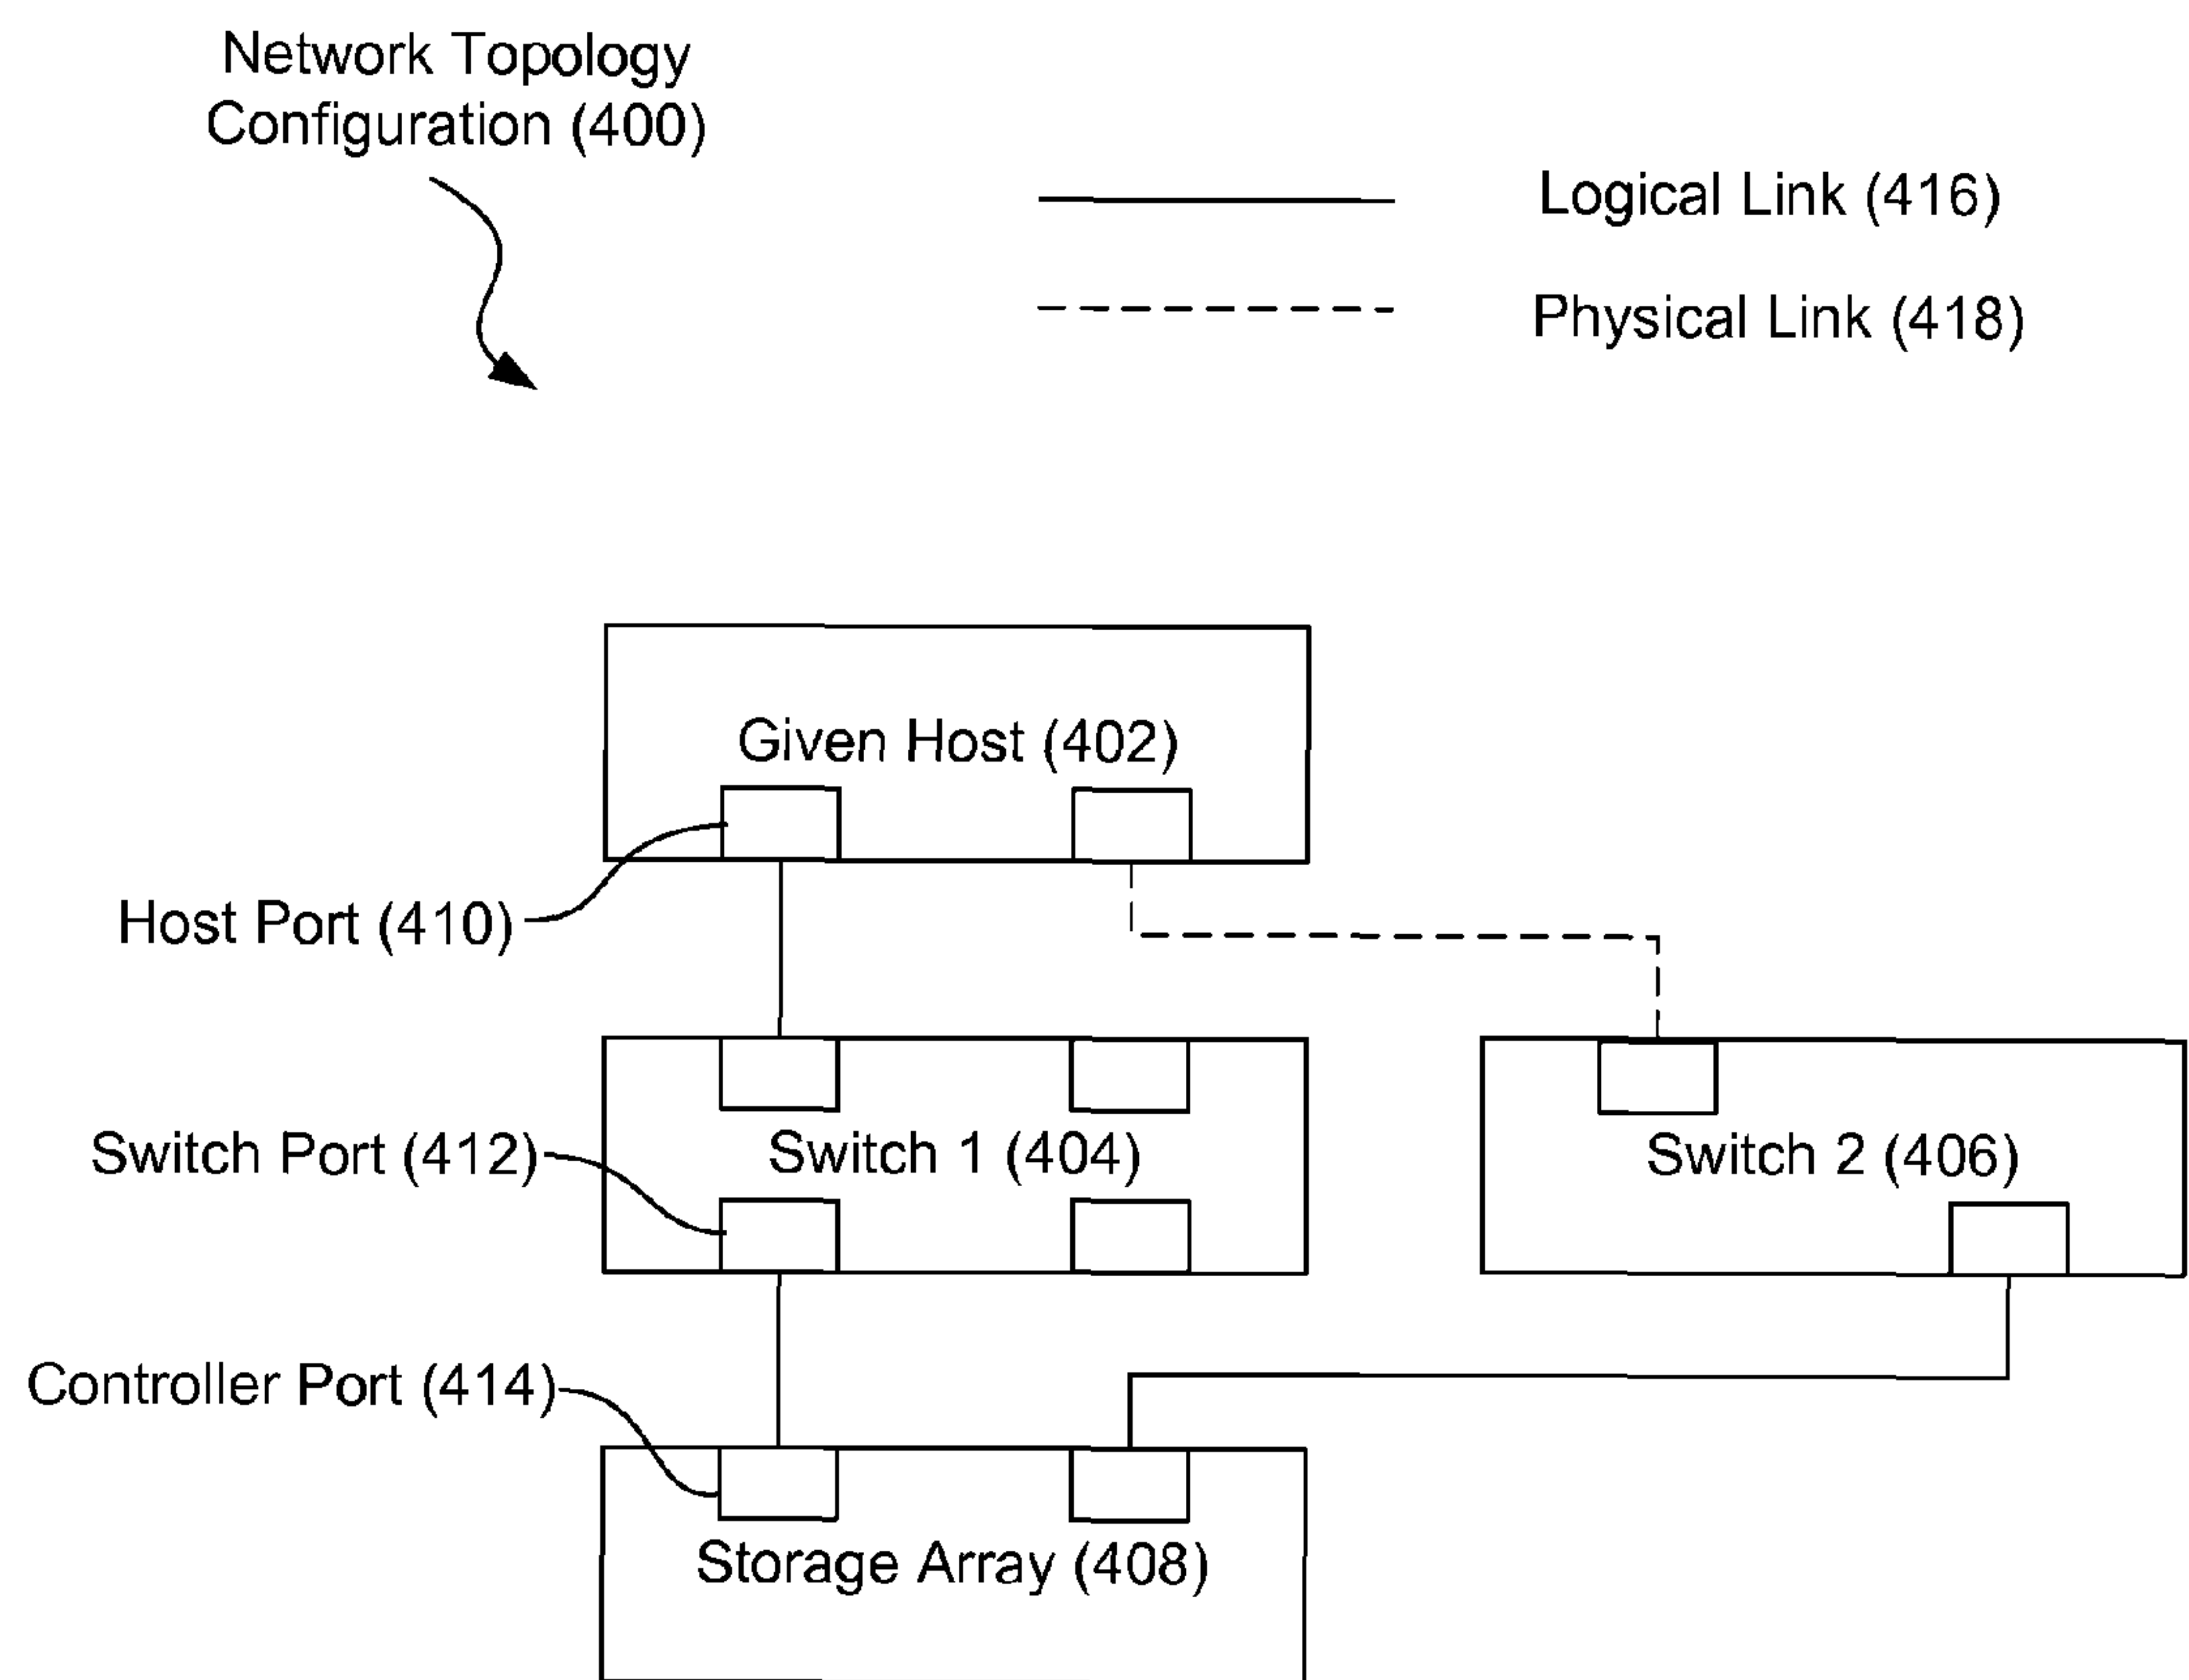 Network Topology
Configuration (400)
Logical Link (416)
Physical Link (418)
Given Host (402)
Host Port (410)
Switch Port (412)
Switch 1 (404)
Switch 2 (406)
Controller Port (414)
Storage Array (408)